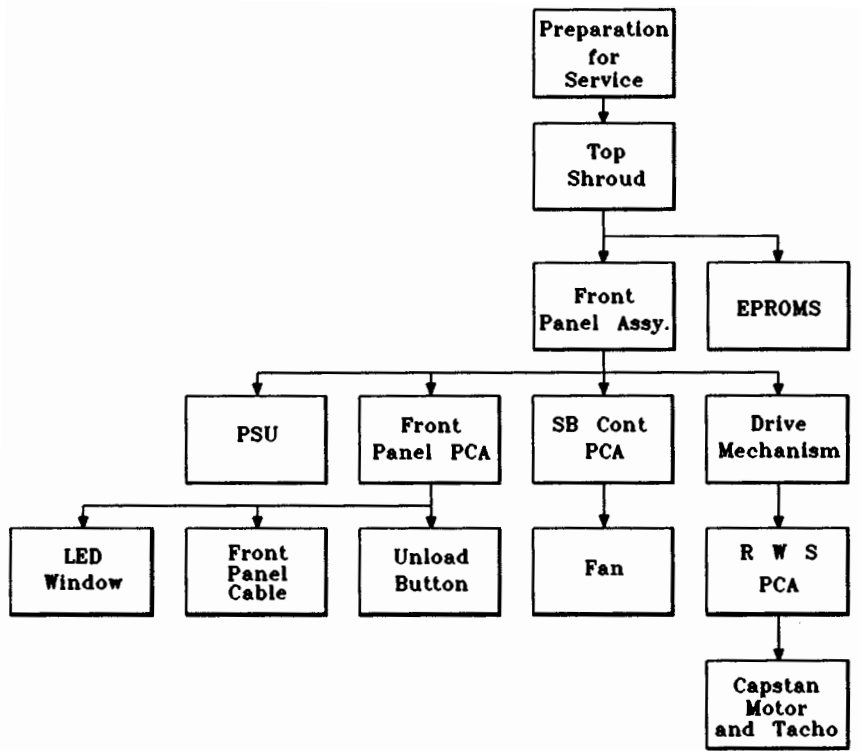 Preparation
for
Service
Top
Shroud
Front
Panel Assy.
EPROMS
PSU
Front
Panel PCA
SB Cont
PCA
Drive
Mechanism
LED
Window
Front
Panel
Cable
Unload
Button
Fan
R W S
PCA
Capstan
Motor
and Tacho